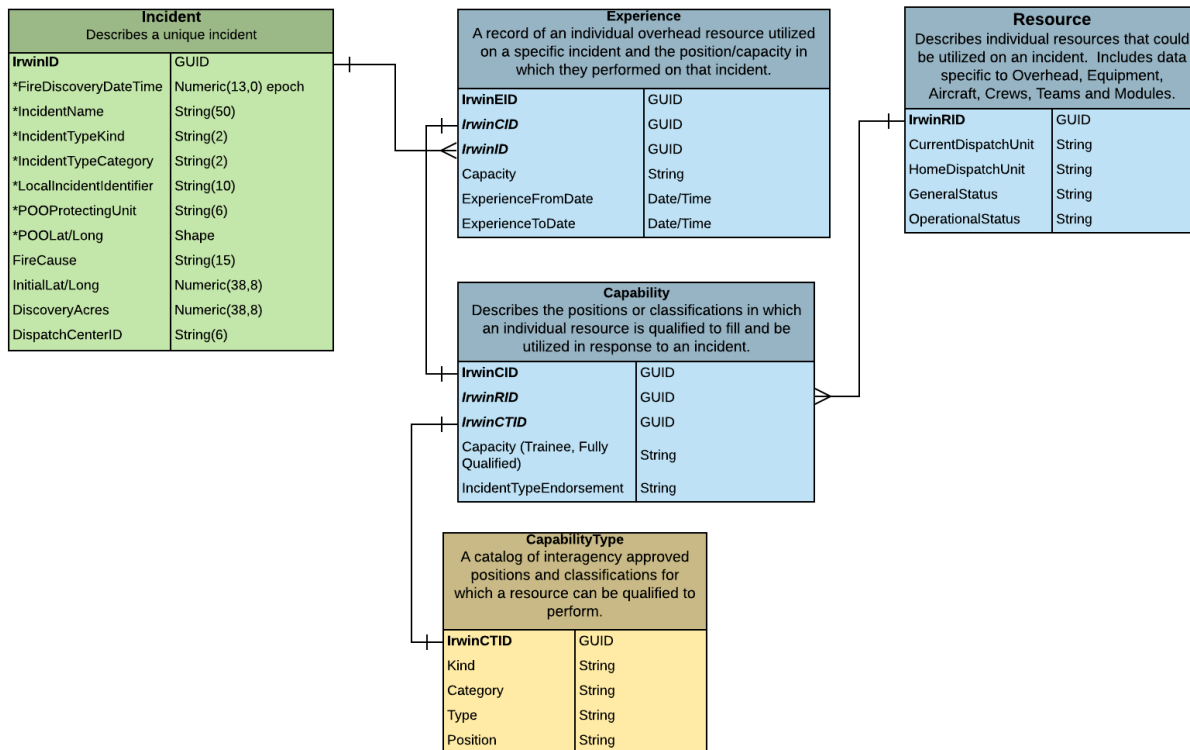 Incident
Describes a unique incident
IrwinID GUID
*FireDiscoveryDateTime Numeric(13,0) epoch
*IncidentName String(50)
*IncidentTypeKind String(2)
*IncidentTypeCategory String(2)
*LocalIncidentIdentifier String(10)
*POOProtectingUnit String(6)
*POOLat/Long Shape
FireCause String(15)
InitialLat/Long Numeric(38,8)
DiscoveryAcres Numeric(38,8)
DispatchCenterID String(6)
Experience
A record of an individual overhead resource utilized
on a specific incident and the position/capacity in
which they performed on that incident.
IrwinEID GUID
IrwinCID GUID
IrwinID GUID
Capacity String
ExperienceFromDate Date/Time
ExperienceToDate Date/Time
Resource
Describes individual resources that could
be utilized on an incident. Includes data
specific to Overhead, Equipment,
Aircraft, Crews, Teams and Modules.
IrwinRID GUID
CurrentDispatchUnit String
HomeDispatchUnit String
GeneralStatus String
OperationalStatus String
Capability
Describes the positions or classifications in which
an individual resource is qualified to fill and be
utilized in response to an incident.
IrwinCID GUID
IrwinRID GUID
IrwinCTID GUID
Capacity (Trainee, Fully
Qualified) String
IncidentTypeEndorsement String
CapabilityType
A catalog of interagency approved
positions and classifications for
which a resource can be qualified to
perform.
IrwinCTID GUID
Kind String
Category String
Type String
Position String